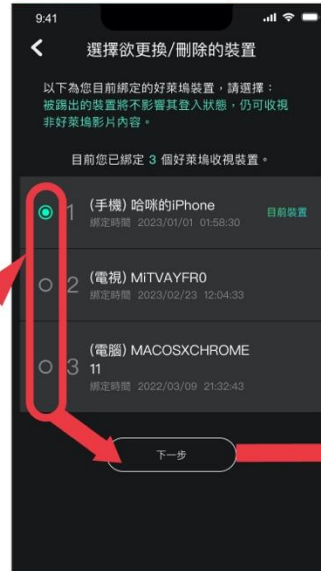 9:41
選擇欲更換/刪除的裝置
以下為您目前綁定的好萊塢裝置，請選擇：
被踢出的裝置將不影響其登入狀態，仍可收視
非好萊塢影片內容。
目前您已綁定 3 個好萊塢收視裝置。
1 (手機) 哈咪的iPhone 目前裝置
綁定時間 2023/01/01 01:58:30
2 (電視) MiTVAYFR0
綁定時間 2023/02/23 12:04:33
(電腦) MACOSXCHROME
3 11
綁定時間 2022/03/09 21:32:43
下一步